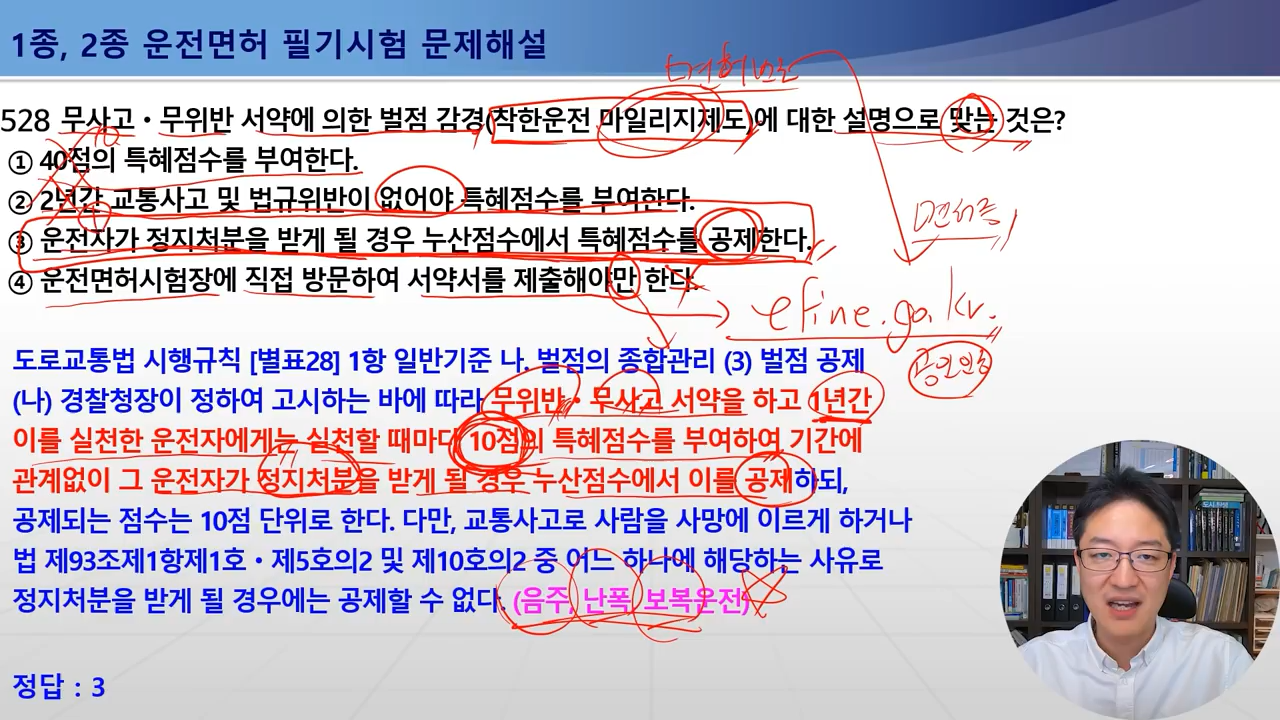 1종, 2종 운전면허 필기시험 문제해설
면허번호
528 무사고・무위반 서약에 의한 벌점 감경(착한운전 마일리지제도)에 대한 설명으로 맞는 것은?
10
① 40점의 특혜점수를 부여한다.
② 2년간 교통사고 및 법규위반이 없어야 특혜점수를 부여한다.
1
면허증
③ 운전자가 정지처분을 받게 될 경우 누산점수에서 특혜점수를 공제한다.
④ 운전면허시험장에 직접 방문하여 서약서를 제출해야만 한다.
efine.go.kr.
도로교통법 시행규칙 [별표28] 1항 일반기준 나. 벌점의 종합관리 (3) 벌점 공제
공인인증
(나) 경찰청장이 정하여 고시하는 바에 따라 무위반・무사고 서약을 하고 1년간
이를 실천한 운전자에게는 실천할 때마다 10점의 특혜점수를 부여하여 기간에
관계없이 그 운전자가 정지처분을 받게 될 경우 누산점수에서 이를 공제하되,
공제되는 점수는 10점 단위로 한다. 다만, 교통사고로 사람을 사망에 이르게 하거나
법 제93조제1항제1호・제5호의2 및 제10호의2 중 어느 하나에 해당하는 사유로
정지처분을 받게 될 경우에는 공제할 수 없다. (음주, 난폭, 보복운전)
정답 : 3